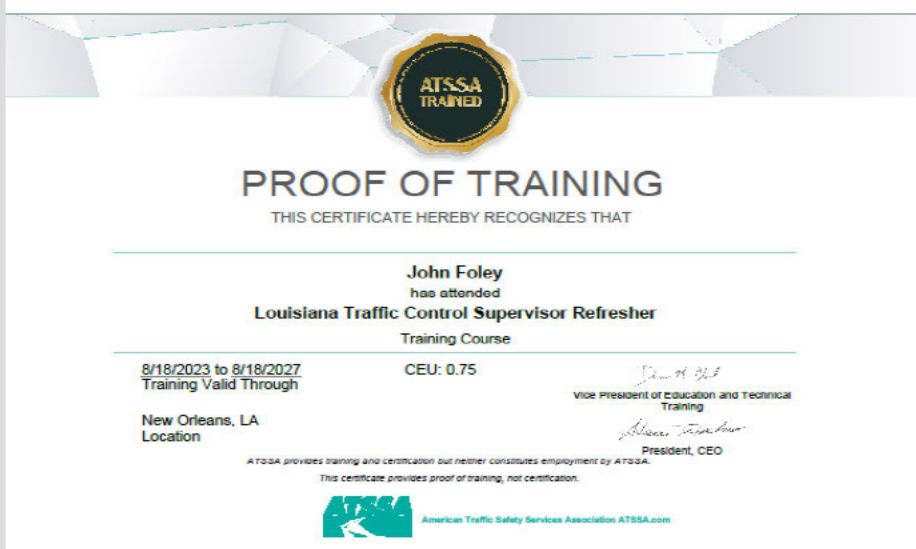 ATSSA
TRAINED
PROOF OF TRAINING
THIS CERTIFICATE HEREBY RECOGNIZES THAT
John Foley
has attended
Louisiana Traffic Control Supervisor Refresher
Training Course
8/18/2023 to 8/18/2027
Training Valid Through
CEU: 0.75
New Orleans, LA
Location
Vice President of Education and Technical
Training
President, CEO
ATSSA provides training and certification but neither constitutes employment by ATSSA.
This certificate provides proof of training, not certification.
ATSSA
American Traffic Safety Services Association ATSSA.com